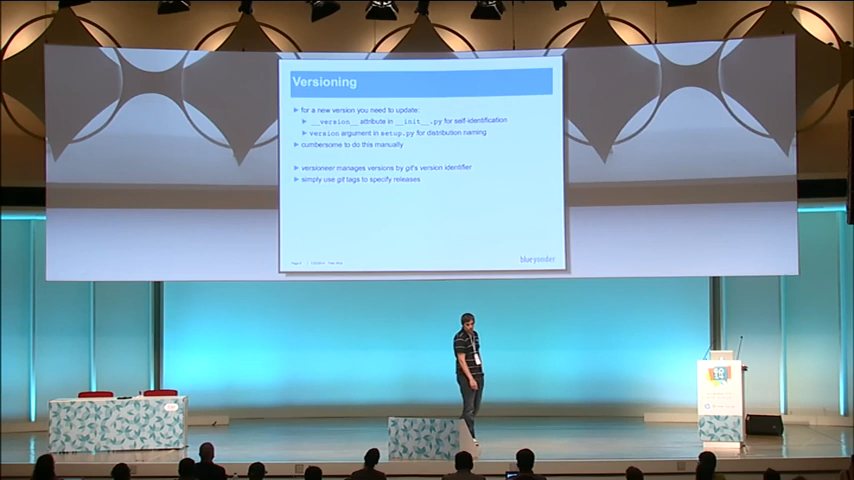 Versioning
for a new version you need to update:
__version__ attribute in __init__.py for self-identification
version argument in setup.py for distribution naming
cumbersome to do this manually
versioneer manages versions by git's version identifier
simply use git tags to specify releases
blueyonder